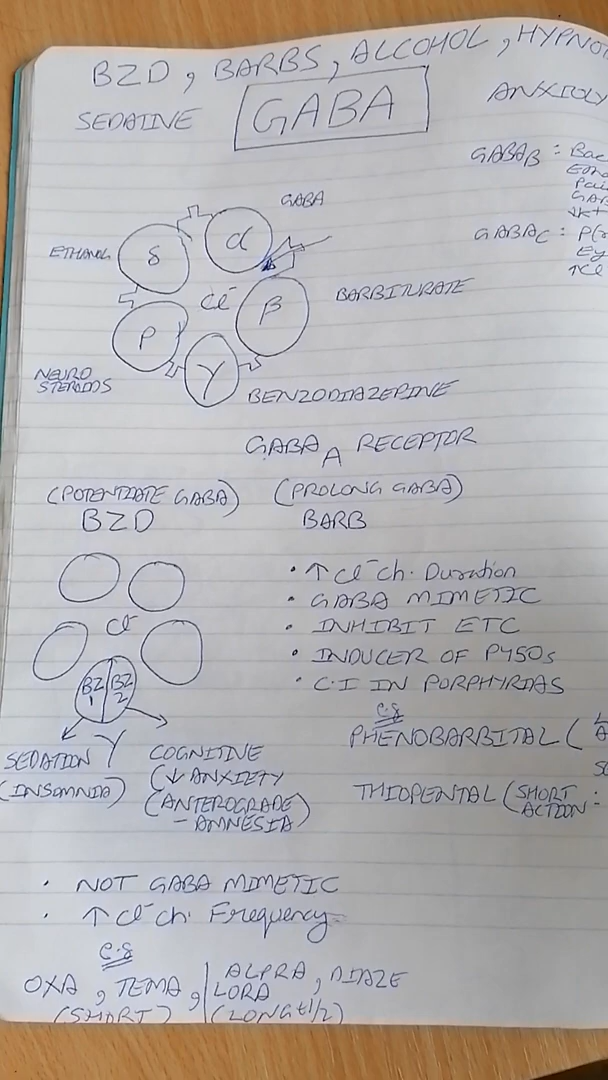 BZD, BARBS, ALCOHOL, HYPNO
SEDATIVE
GABA
ANXIOLY
GABA_B : Bac
GABA_C :
GABA
ETHANOL
δ
α
Cl⁻
β
BARBITURATE
ρ
NEURO
STEROIDS
γ
BENZODIAZEPINE
GABA_A RECEPTOR
(POTENTIATE GABA)
BZD
(PROLONG GABA)
BARB
Cl⁻
BZ 1
BZ 2
γ
SEDATION
(INSOMNIA)
COGNITIVE
(↓ ANXIETY
(ANTEROGRADE)
- AMNESIA)
• ↑ Cl⁻ ch. Duration
• GABA MIMETIC
• INHIBIT ETC
• INDUCER OF P450s
• C.I IN PORPHYRIAS
e.g
PHENOBARBITAL (
THIOPENTAL (SHORT
ACTION
• NOT GABA MIMETIC
• ↑ Cl⁻ ch. Frequency
e.g
OXA, TEMA,
(SHORT)
ALPRA, DIAZE
LORA
(LONG t1/2)